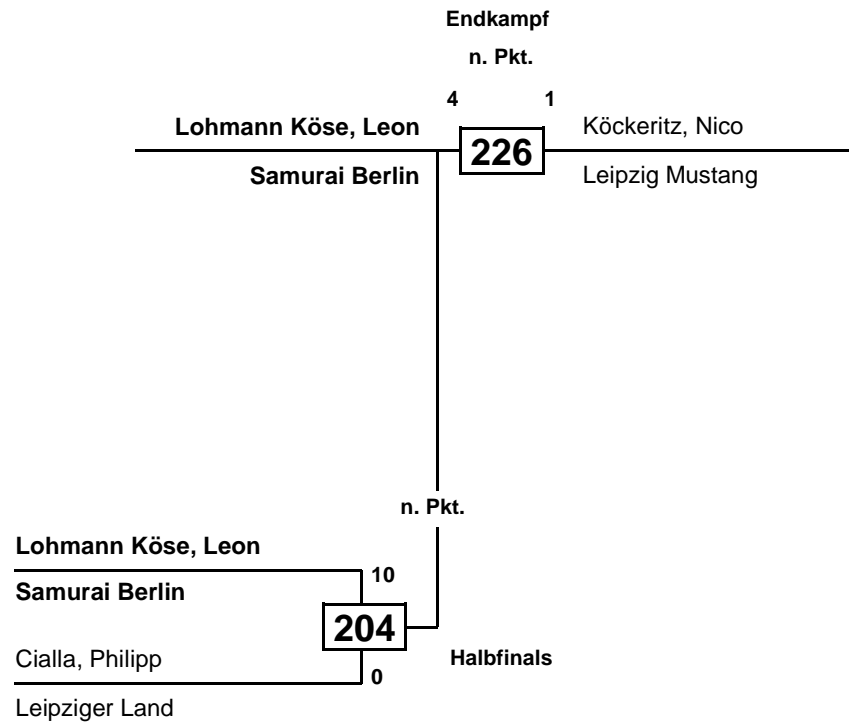 Endkampf
n. Pkt.
4 1
Lohmann Köse, Leon
Samurai Berlin
226
Köckeritz, Nico
Leipzig Mustang
n. Pkt.
Lohmann Köse, Leon
10
Samurai Berlin
204
Cialla, Philipp
Halbfinals
0
Leipziger Land